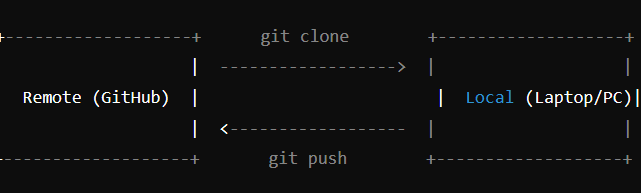 git clone
Remote (GitHub)
Local (Laptop/PC)
git push